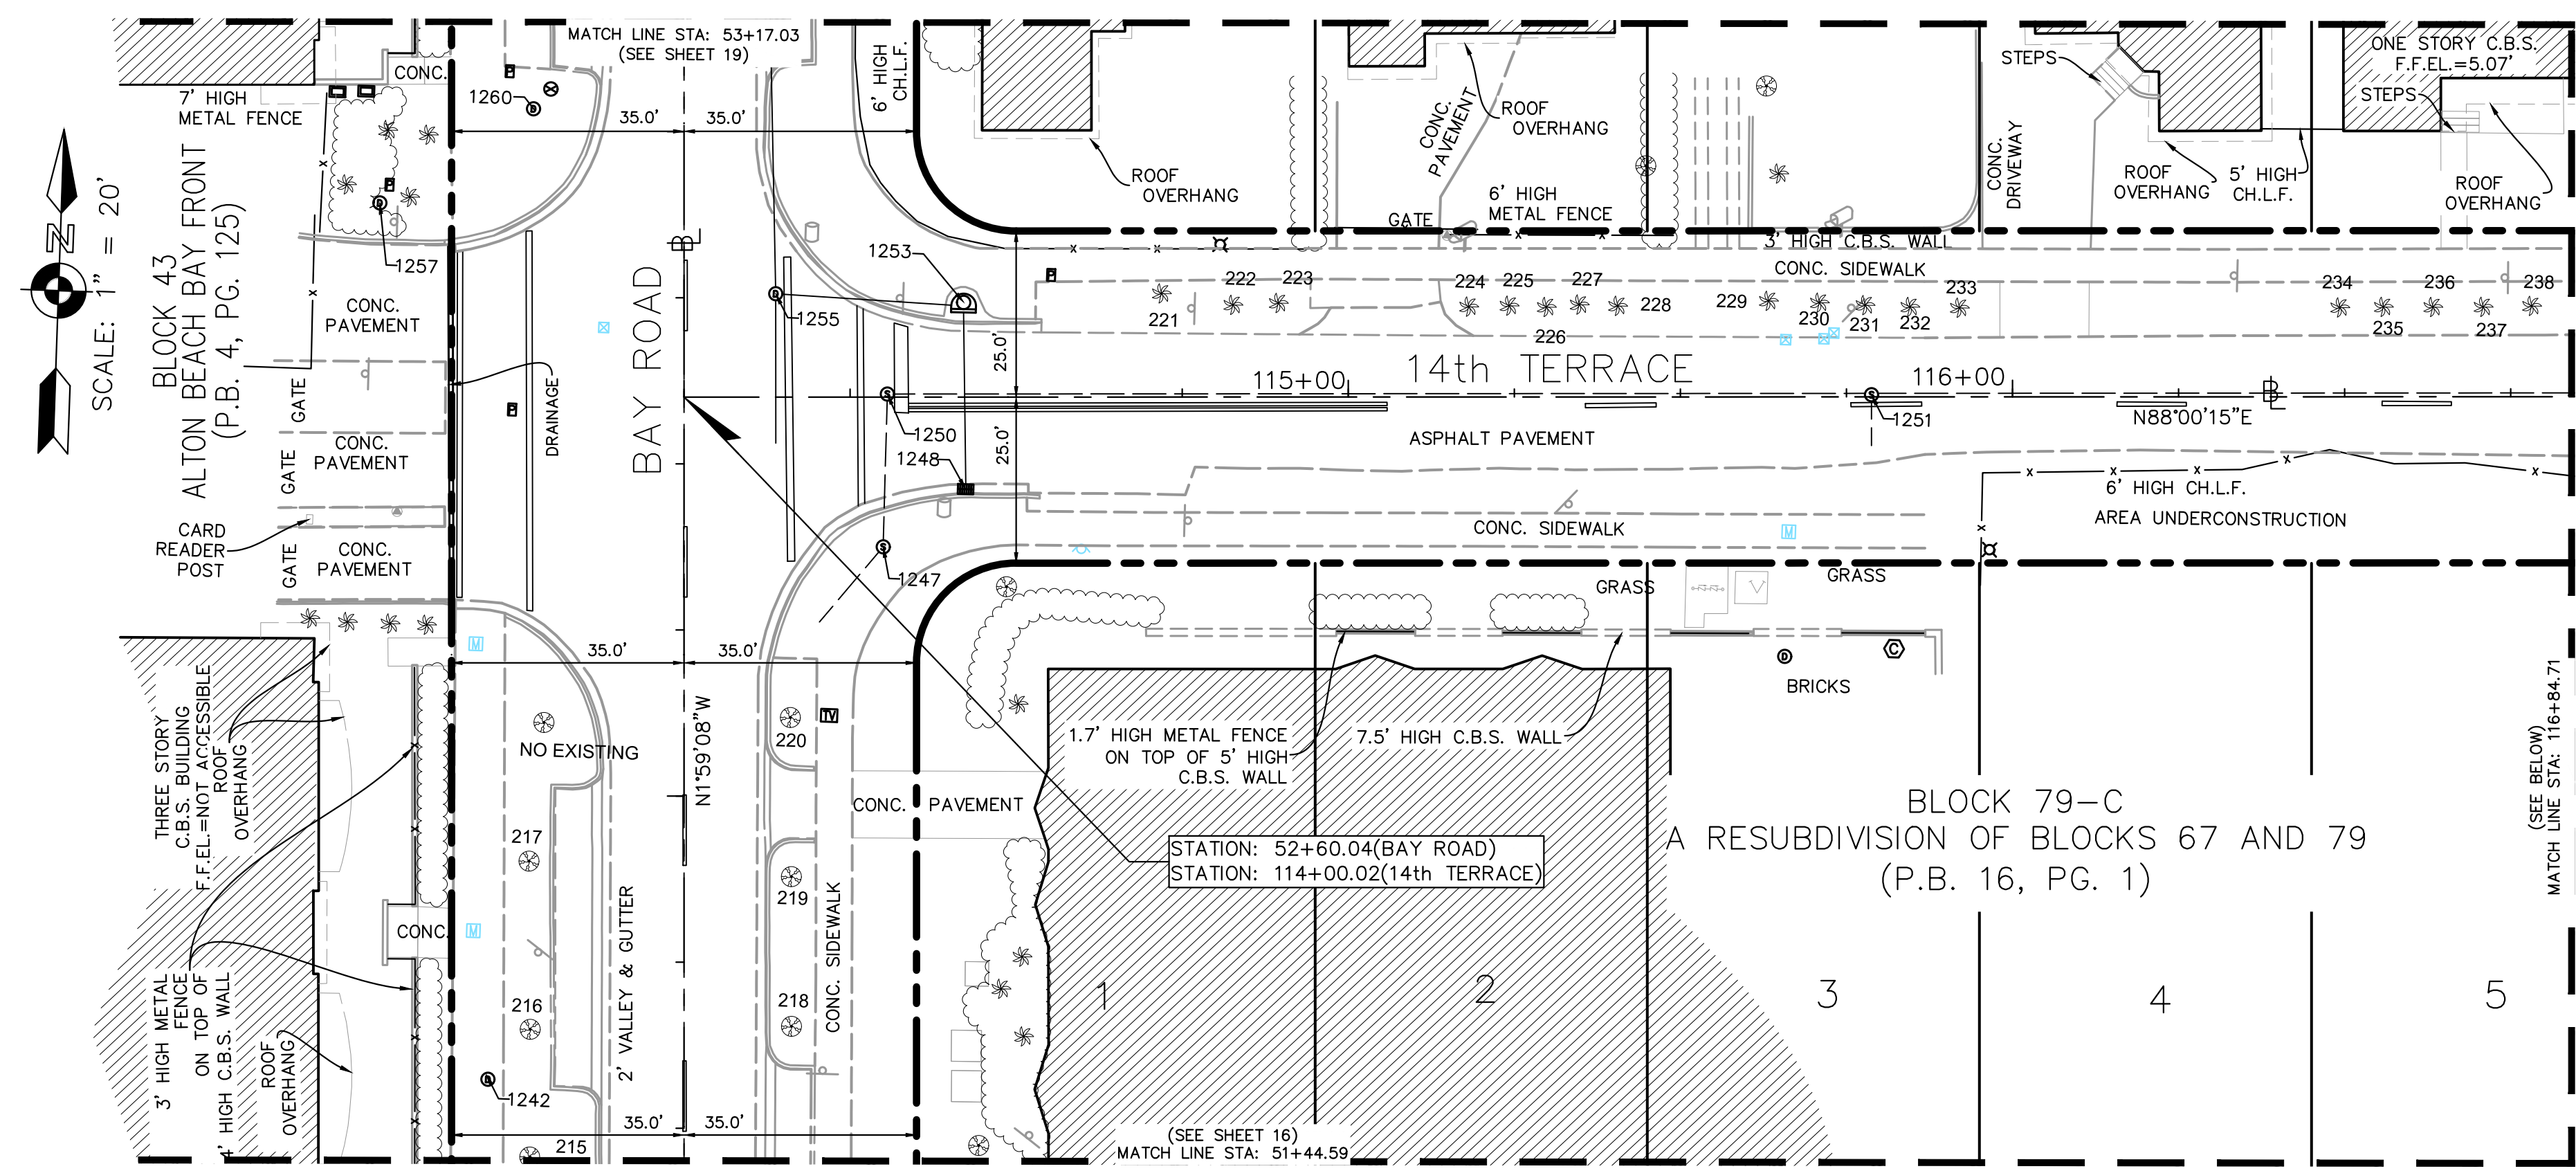 MATCH LINE STA: 53+17.03
(SEE SHEET 19)
ONE STORY C.B.S.
F.F.EL.=5.07'
STEPS
STEPS
CONC.
7' HIGH
METAL FENCE
1260
35.0'
35.0'
6' HIGH
CH.L.F.
ROOF
OVERHANG
CONC.
PAVEMENT
ROOF
OVERHANG
CONC.
DRIVEWAY
ROOF
OVERHANG
5' HIGH
CH.L.F.
ROOF
OVERHANG
N
SCALE: 1" = 20'
BLOCK 43
ALTON BEACH BAY FRONT
(P.B. 4, PG. 125)
P
P
P
P
D
D
D
D
D
S
S
S
1257
GATE
6' HIGH
METAL FENCE
3' HIGH C.B.S. WALL
CONC. SIDEWALK
1253
1255
CONC.
PAVEMENT
221
222
223
224
225
226
227
228
229
230
231
232
233
234
235
236
237
238
25.0'
25.0'
BAY ROAD
BL
14th TERRACE
115+00
116+00
BL
N88°00'15"E
1250
1251
1248
ASPHALT PAVEMENT
DRAINAGE
GATE
CONC.
PAVEMENT
GATE
CARD
READER
POST
GATE
CONC.
PAVEMENT
6' HIGH CH.L.F.
AREA UNDERCONSTRUCTION
CONC. SIDEWALK
M
1247
GRASS
GRASS
C
BRICKS
M
35.0'
35.0'
THREE STORY
C.B.S. BUILDING
F.F.EL.=NOT ACCESSIBLE
ROOF
OVERHANG
NO EXISTING
N1°59'08"W
TV
220
1.7' HIGH METAL FENCE
ON TOP OF 5' HIGH
C.B.S. WALL
7.5' HIGH C.B.S. WALL
(SEE BELOW)
MATCH LINE STA: 116+84.71
CONC. PAVEMENT
217
219
STATION: 52+60.04(BAY ROAD)
STATION: 114+00.02(14th TERRACE)
BLOCK 79-C
A RESUBDIVISION OF BLOCKS 67 AND 79
(P.B. 16, PG. 1)
CONC.
M
2' VALLEY & GUTTER
CONC. SIDEWALK
216
218
1
2
3
4
5
3' HIGH METAL
FENCE
ON TOP OF
4' HIGH C.B.S. WALL
ROOF
OVERHANG
1242
35.0'
35.0'
215
(SEE SHEET 16)
MATCH LINE STA: 51+44.59